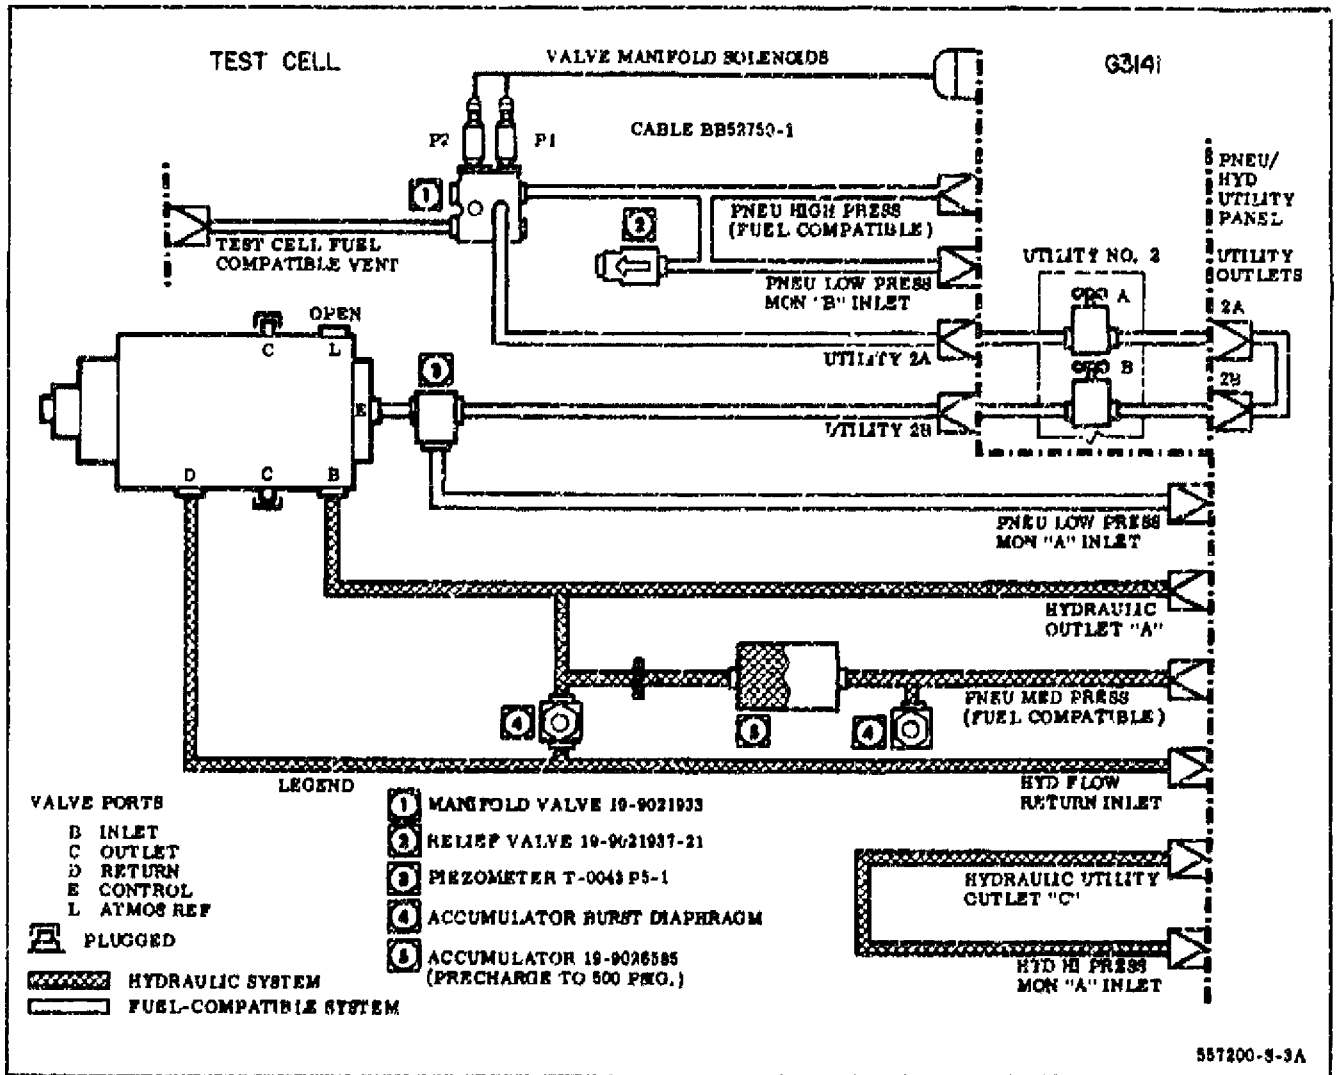 TEST CELL
VALVE MANIFOLD SOLENOIDS
G3141
P2
P1
CABLE BB52750-1
PNEU/
HYD
UTILITY
PANEL
1
PNEU HIGH PRESS
(FUEL COMPATIBLE)
2
TEST CELL FUEL
COMPATIBLE VENT
PNEU LOW PRESS
MON "B" INLET
UTILITY NO. 2
UTILITY
OUTLETS
A
2A
OPEN
C
L
UTILITY 2A
3
B
2B
E
UTILITY 2B
D
C
B
PNEU LOW PRESS
MON "A" INLET
HYDRAULIC
OUTLET "A"
PNEU MED PRESS
(FUEL COMPATIBLE)
4
5
4
HYD FLOW
RETURN INLET
LEGEND
VALVE PORTS
B INLET
C OUTLET
D RETURN
E CONTROL
L ATMOS REF
PLUGGED
HYDRAULIC SYSTEM
FUEL-COMPATIBLE SYSTEM
1 MANIFOLD VALVE 19-9021933
2 RELIEF VALVE 19-9021937-21
3 PIEZOMETER T-0043 P5-1
4 ACCUMULATOR BURST DIAPHRAGM
5 ACCUMULATOR 19-9026585
(PRECHARGE TO 500 PSIG.)
HYDRAULIC UTILITY
OUTLET "C"
HYD HI PRESS
MON "A" INLET
557200-8-3A